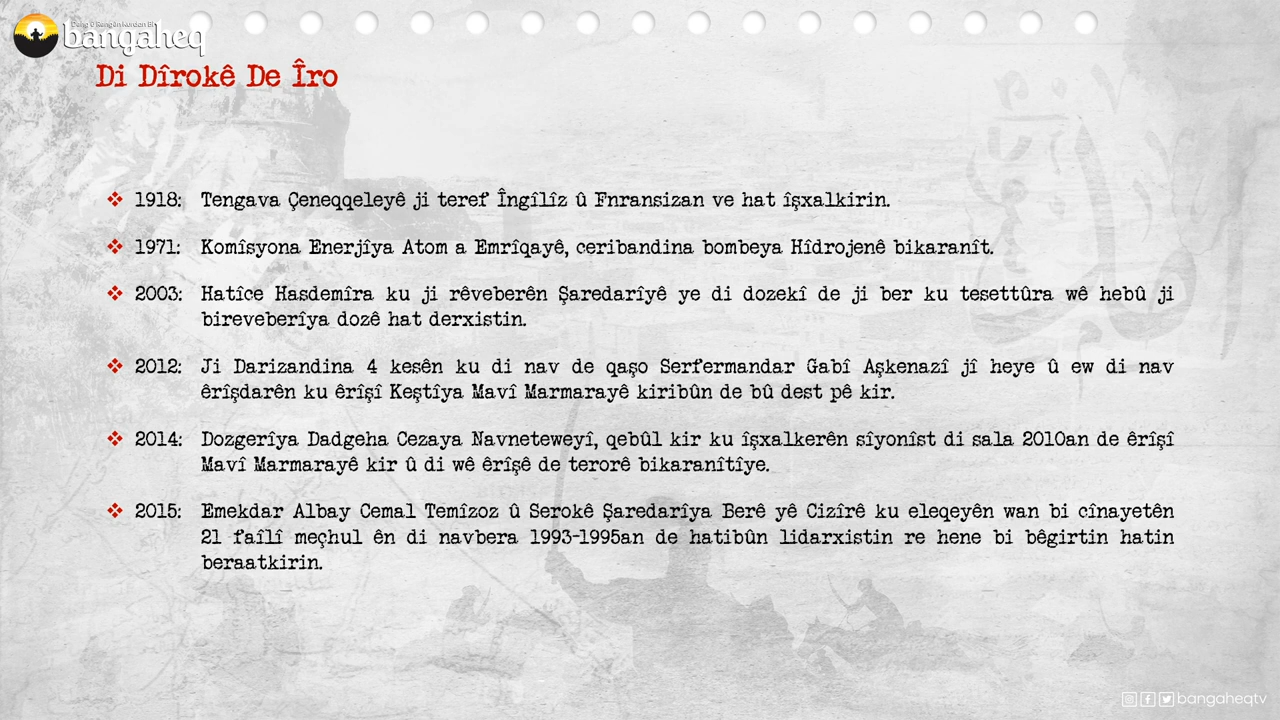 Deng û Rengên Kurdan Bi
bangaheq
Di Dîrokê De Îro
❖ 1918: Tengava Çeneqqeleyê ji teref Îngîlîz û Fnransizan ve hat îşxalkirin.
❖ 1971: Komîsyona Enerjîya Atom a Emrîqayê, ceribandina bombeya Hîdrojenê bikaranît.
❖ 2003: Hatîce Hasdemîra ku ji rêveberên Şaredarîyê ye di dozekî de ji ber ku tesettûra wê hebû ji
bireveberîya dozê hat derxistin.
❖ 2012: Ji Darizandina 4 kesên ku di nav de qaşo Serfermandar Gabî Aşkenazî jî heye û ew di nav
êrîşdarên ku êrîşî Keştîya Mavî Marmarayê kiribûn de bû dest pê kir.
❖ 2014: Dozgerîya Dadgeha Cezaya Navneteweyî, qebûl kir ku îşxalkerên sîyonîst di sala 2010an de êrîşî
Mavî Marmarayê kir û di wê êrîşê de terorê bikaranîtîye.
❖ 2015: Emekdar Albay Cemal Temîzoz û Serokê Şaredarîya Berê yê Cizîrê ku eleqeyên wan bi cînayetên
21 faîlî meçhul ên di navbera 1993-1995an de hatibûn lidarxistin re hene bi bêgirtin hatin
beraatkirin.
bangaheqtv